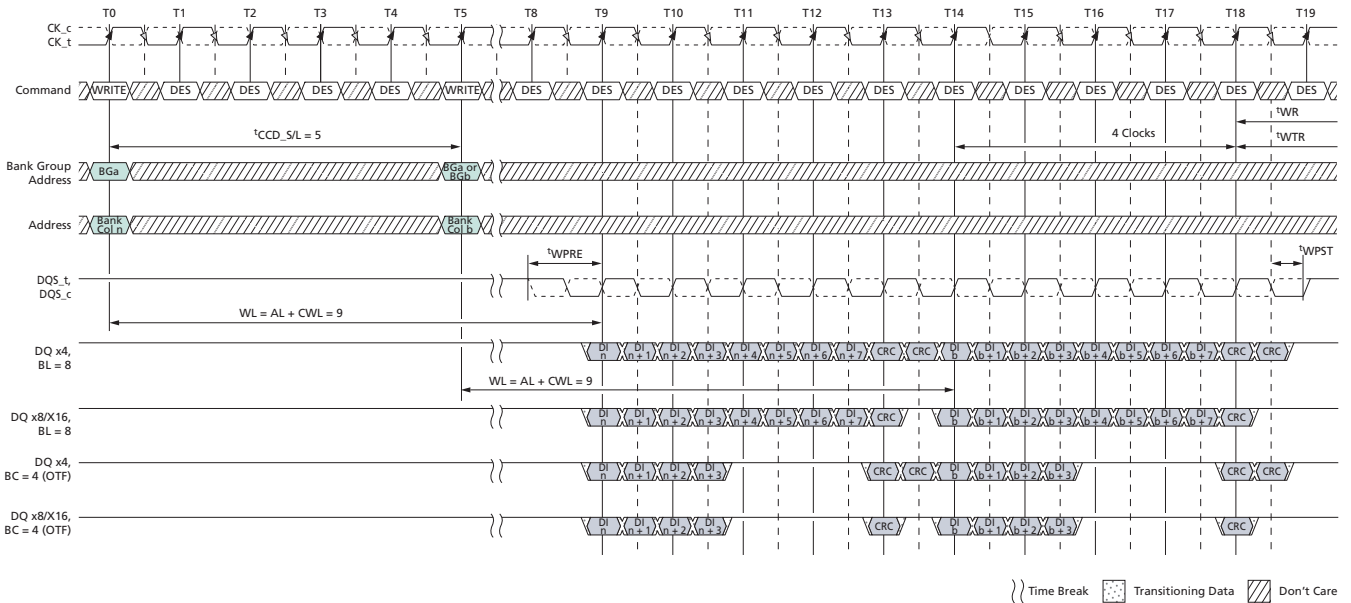 T0 T1 T2 T3 T4 T5 T8 T9 T10 T11 T12 T13 T14 T15 T16 T17 T18 T19
CK_c
CK_t
Command WRITE DES DES DES DES WRITE DES DES DES DES DES DES DES DES DES DES DES DES
tWR
tCCD_S/L = 5
4 Clocks
tWTR
Bank Group
Address
BGa
BGa or
BGb
Address
Bank
Col n
Bank
Col b
tWPRE
tWPST
DQS_t,
DQS_c
WL = AL + CWL = 9
DQ x4,
BL = 8
DI n DI n + 1 DI n + 2 DI n + 3 DI n + 4 DI n + 5 DI n + 6 DI n + 7 CRC CRC DI b DI b + 1 DI b + 2 DI b + 3 DI b + 4 DI b + 5 DI b + 6 DI b + 7 CRC CRC
WL = AL + CWL = 9
DQ x8/X16,
BL = 8
DI n DI n + 1 DI n + 2 DI n + 3 DI n + 4 DI n + 5 DI n + 6 DI n + 7 CRC DI b DI b + 1 DI b + 2 DI b + 3 DI b + 4 DI b + 5 DI b + 6 DI b + 7 CRC
DQ x4,
BC = 4 (OTF)
DI n DI n + 1 DI n + 2 DI n + 3 CRC CRC DI b DI b + 1 DI b + 2 DI b + 3 CRC CRC
DQ x8/X16,
BC = 4 (OTF)
DI n DI n + 1 DI n + 2 DI n + 3 CRC DI b DI b + 1 DI b + 2 DI b + 3 CRC
Time Break Transitioning Data Don't Care